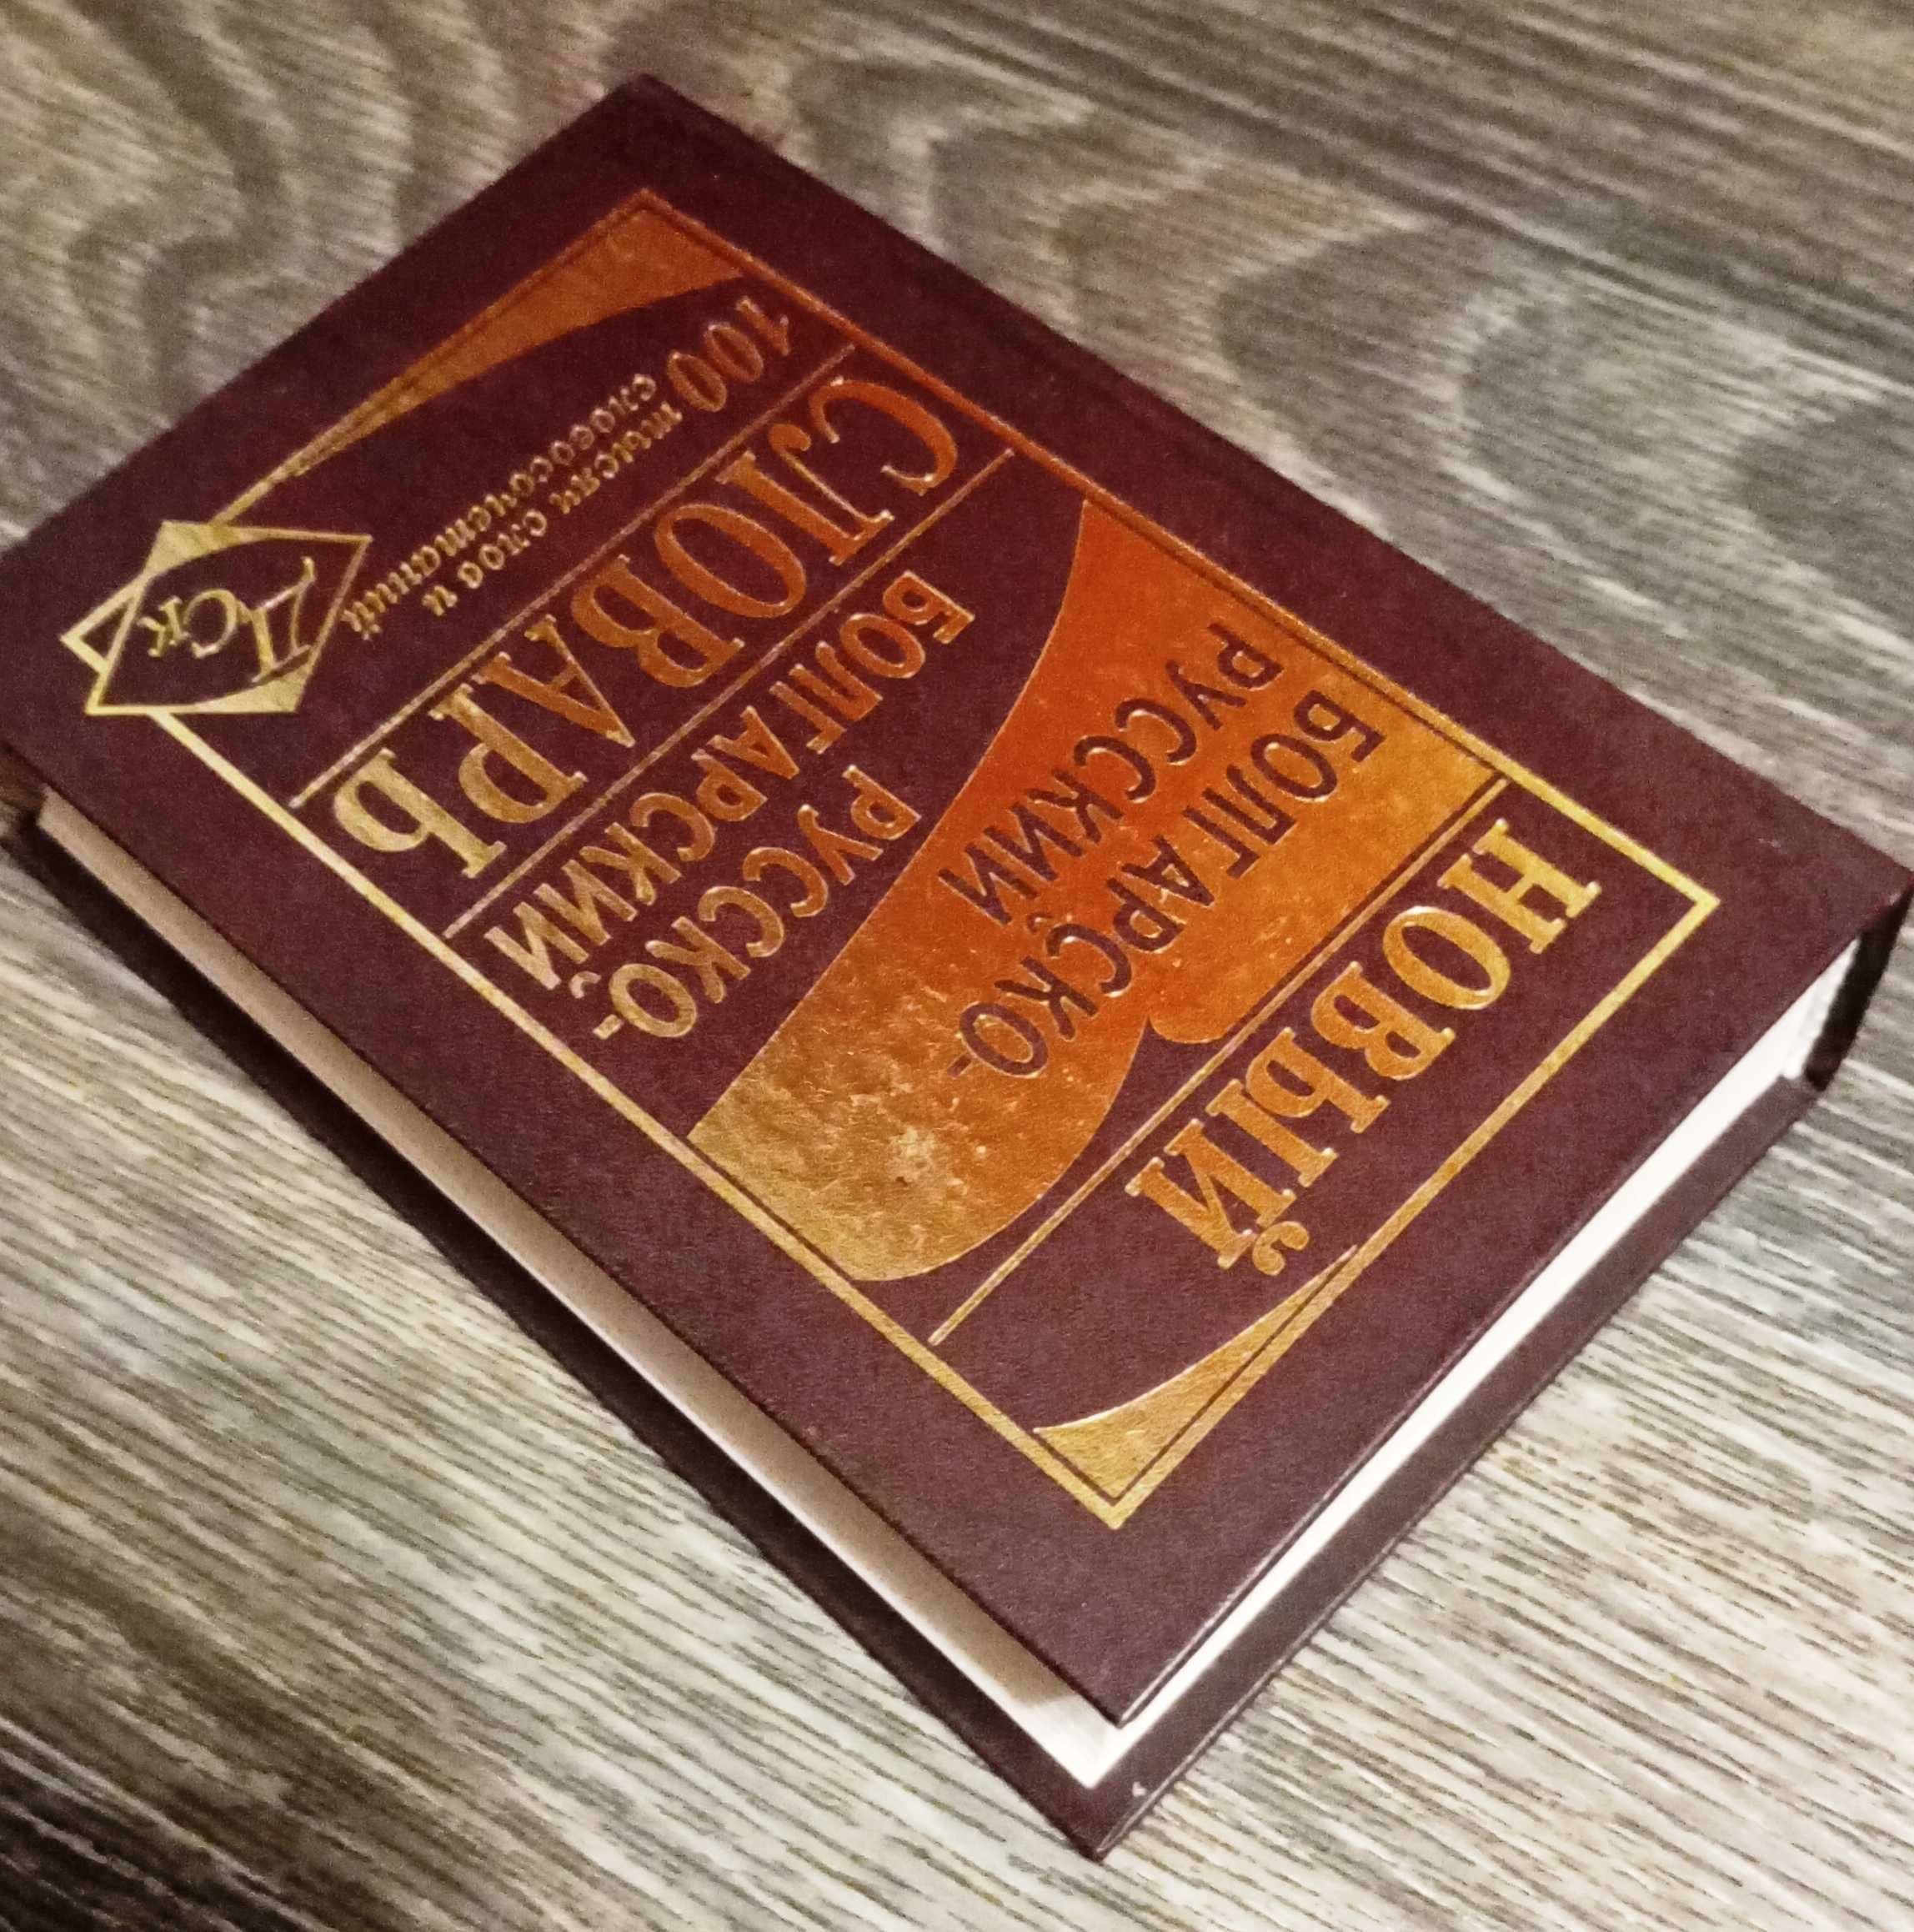 НОВЫЙ
БОЛГАРСКО-
РУССКИЙ
РУССКО-
БОЛГАРСКИЙ
СЛОВАРЬ
100 тысяч слов и
словосочетаний
ДСК